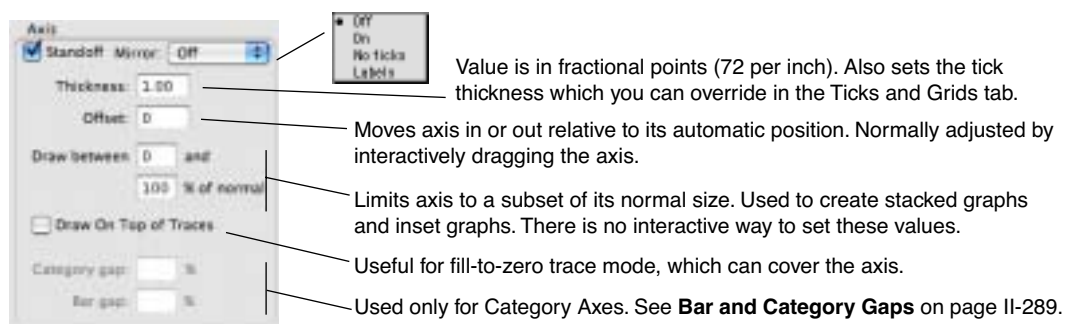 Axis
Standoff Mirror: Off
Off
On
No ticks
Labels
Thickness: 1.00
Value is in fractional points (72 per inch). Also sets the tick
thickness which you can override in the Ticks and Grids tab.
Offset: 0
Moves axis in or out relative to its automatic position. Normally adjusted by
interactively dragging the axis.
Draw between 0 and
100 % of normal
Limits axis to a subset of its normal size. Used to create stacked graphs
and inset graphs. There is no interactive way to set these values.
Draw On Top of Traces
Useful for fill-to-zero trace mode, which can cover the axis.
Category gap: %
Bar gap: %
Used only for Category Axes. See Bar and Category Gaps on page II-289.